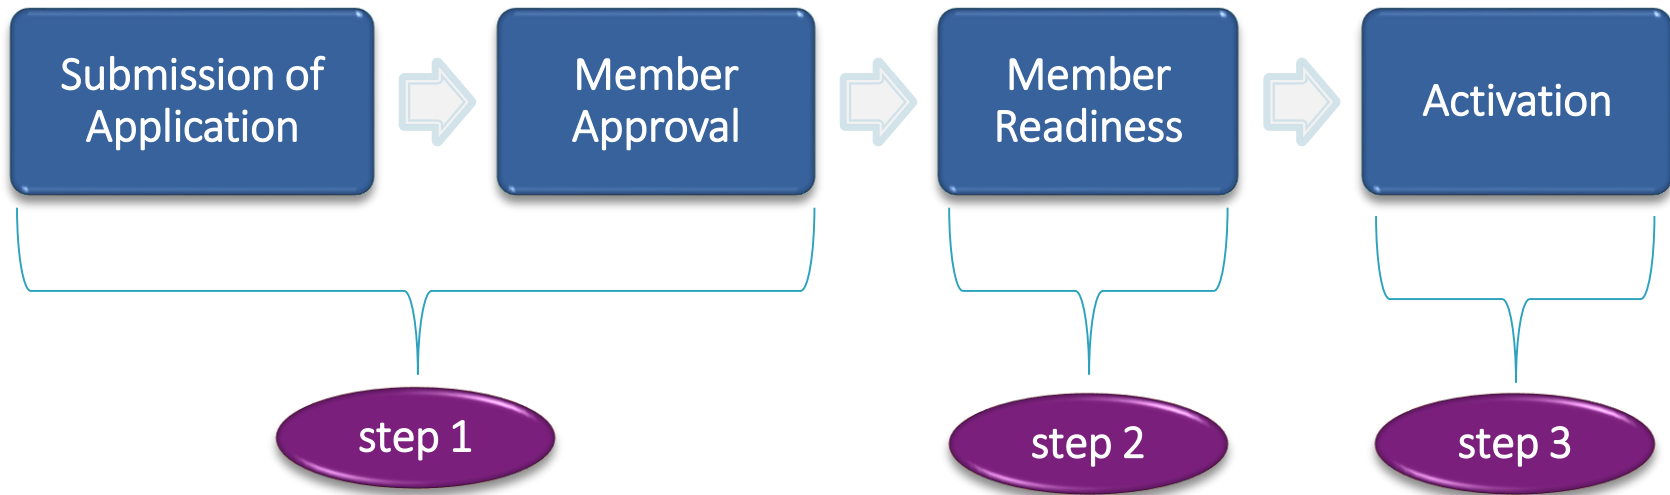 Submission of
Application
Member
Approval
Member
Readiness
Activation
step 1
step 2
step 3